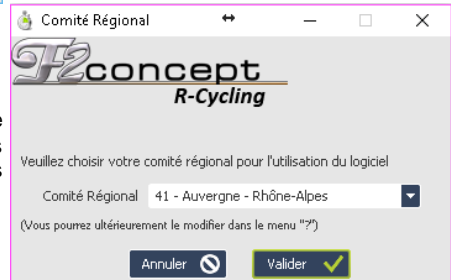 Comité Régional
F2concept
R-Cycling
Veuillez choisir votre comité régional pour l'utilisation du logiciel
Comité Régional 41 - Auvergne - Rhône-Alpes
(Vous pourrez ultérieurement le modifier dans le menu "?")
Annuler Valider